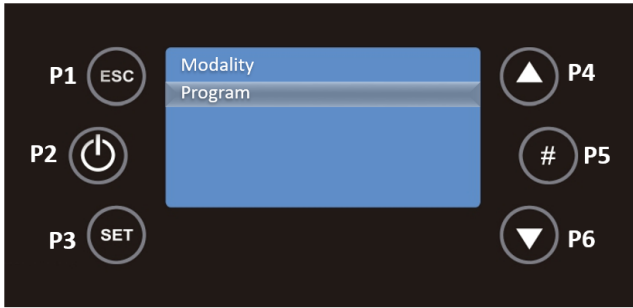 P1 ESC
Modality
Program
P4
P2
# P5
P3 SET
P6